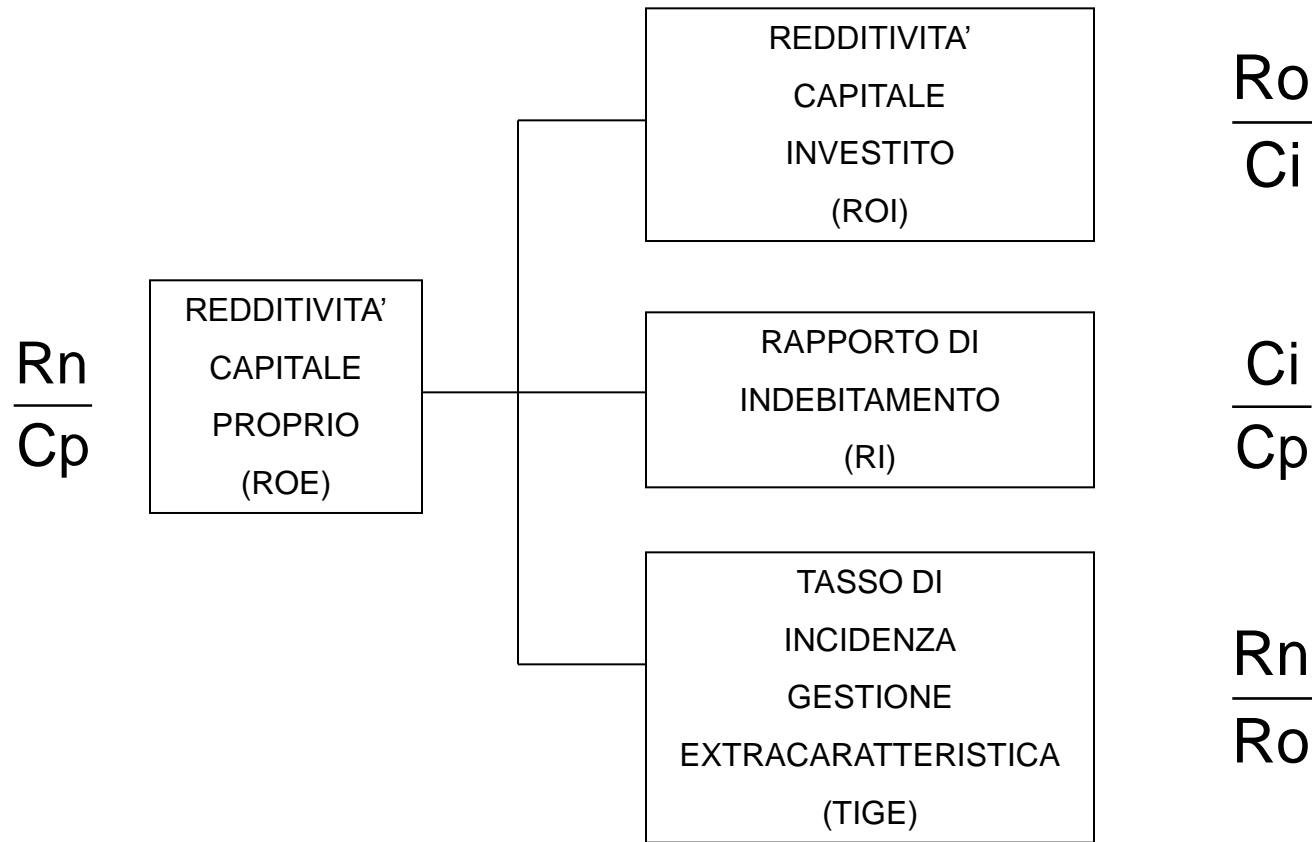 Rn
Cp
REDDITIVITA’
CAPITALE
PROPRIO
(ROE)
REDDITIVITA’
CAPITALE
INVESTITO
(ROI)
Ro
Ci
RAPPORTO DI
INDEBITAMENTO
(RI)
Ci
Cp
TASSO DI
INCIDENZA
GESTIONE
EXTRACARATTERISTICA
(TIGE)
Rn
Ro